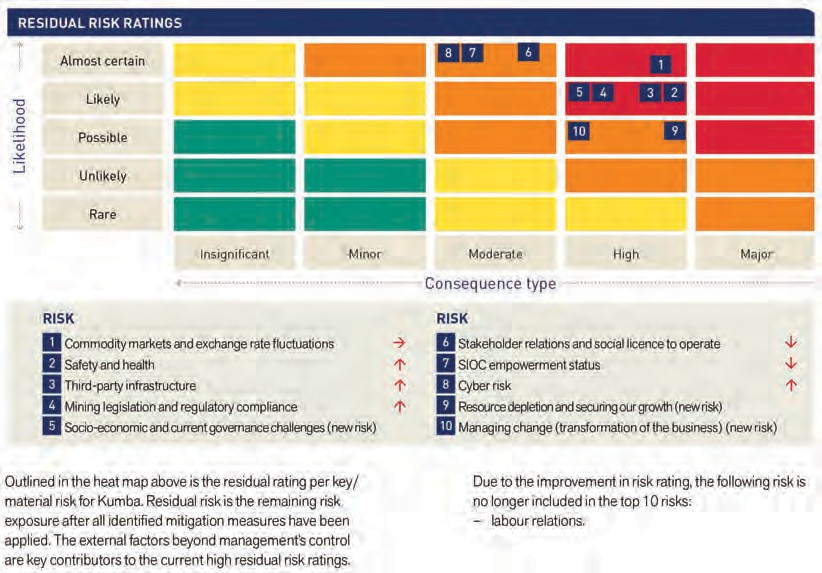 RESIDUAL RISK RATINGS
Likelihood
Almost certain
8 7 6
1
Likely
5 4 3 2
Possible
10 9
Unlikely
Rare
Insignificant Minor Moderate High Major
Consequence type
RISK
1 Commodity markets and exchange rate fluctuations →
2 Safety and health ↑
3 Third-party infrastructure ↑
4 Mining legislation and regulatory compliance ↑
5 Socio-economic and current governance challenges (new risk)
RISK
6 Stakeholder relations and social licence to operate ↓
7 SIOC empowerment status ↓
8 Cyber risk ↑
9 Resource depletion and securing our growth (new risk)
10 Managing change (transformation of the business) (new risk)
Outlined in the heat map above is the residual rating per key/
material risk for Kumba. Residual risk is the remaining risk
exposure after all identified mitigation measures have been
applied. The external factors beyond management's control
are key contributors to the current high residual risk ratings.
Due to the improvement in risk rating, the following risk is
no longer included in the top 10 risks:
– labour relations.